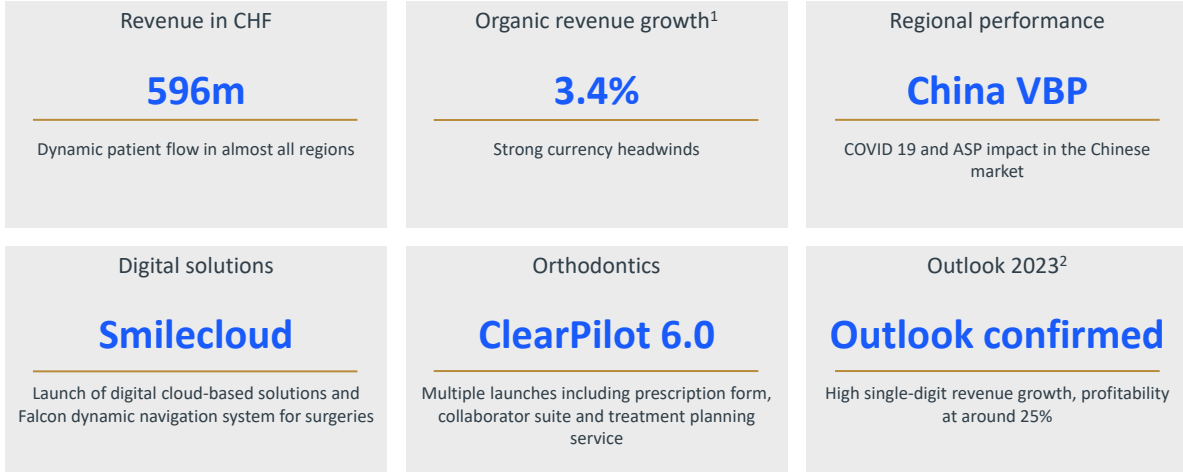 Revenue in CHF
596m
Dynamic patient flow in almost all regions
Organic revenue growth1
3.4%
Strong currency headwinds
Regional performance
China VBP
COVID 19 and ASP impact in the Chinese
market
Digital solutions
Smilecloud
Launch of digital cloud-based solutions and
Falcon dynamic navigation system for surgeries
Orthodontics
ClearPilot 6.0
Multiple launches including prescription form,
collaborator suite and treatment planning
service
Outlook 20232
Outlook confirmed
High single-digit revenue growth, profitability
at around 25%